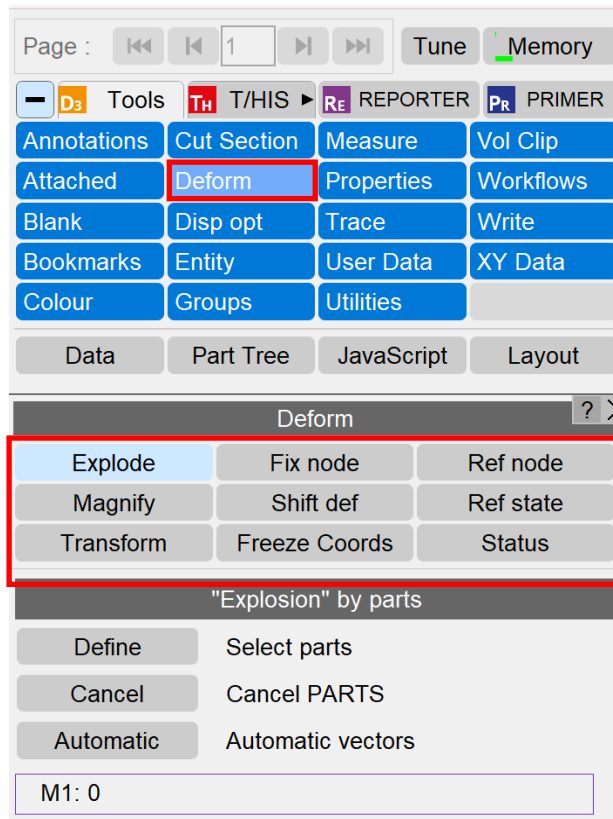 Page : 1 Tune Memory
D3 Tools TH T/HIS RE REPORTER PR PRIMER
Annotations Cut Section Measure Vol Clip
Attached Deform Properties Workflows
Blank Disp opt Trace Write
Bookmarks Entity User Data XY Data
Colour Groups Utilities
Data Part Tree JavaScript Layout
Deform ? X
Explode Fix node Ref node
Magnify Shift def Ref state
Transform Freeze Coords Status
"Explosion" by parts
Define Select parts
Cancel Cancel PARTS
Automatic Automatic vectors
M1: 0